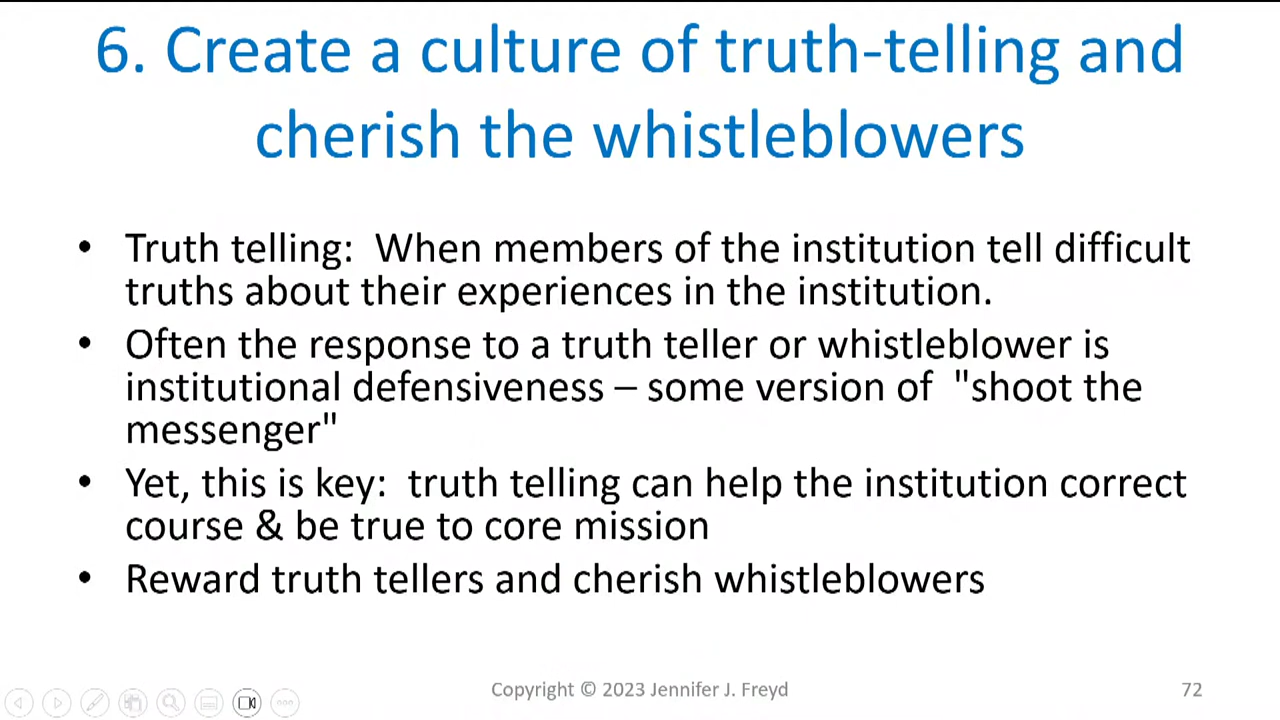 6. Create a culture of truth-telling and
cherish the whistleblowers
• Truth telling:  When members of the institution tell difficult
truths about their experiences in the institution.
• Often the response to a truth teller or whistleblower is
institutional defensiveness – some version of  "shoot the
messenger"
• Yet, this is key:  truth telling can help the institution correct
course & be true to core mission
• Reward truth tellers and cherish whistleblowers
Copyright © 2023 Jennifer J. Freyd
72